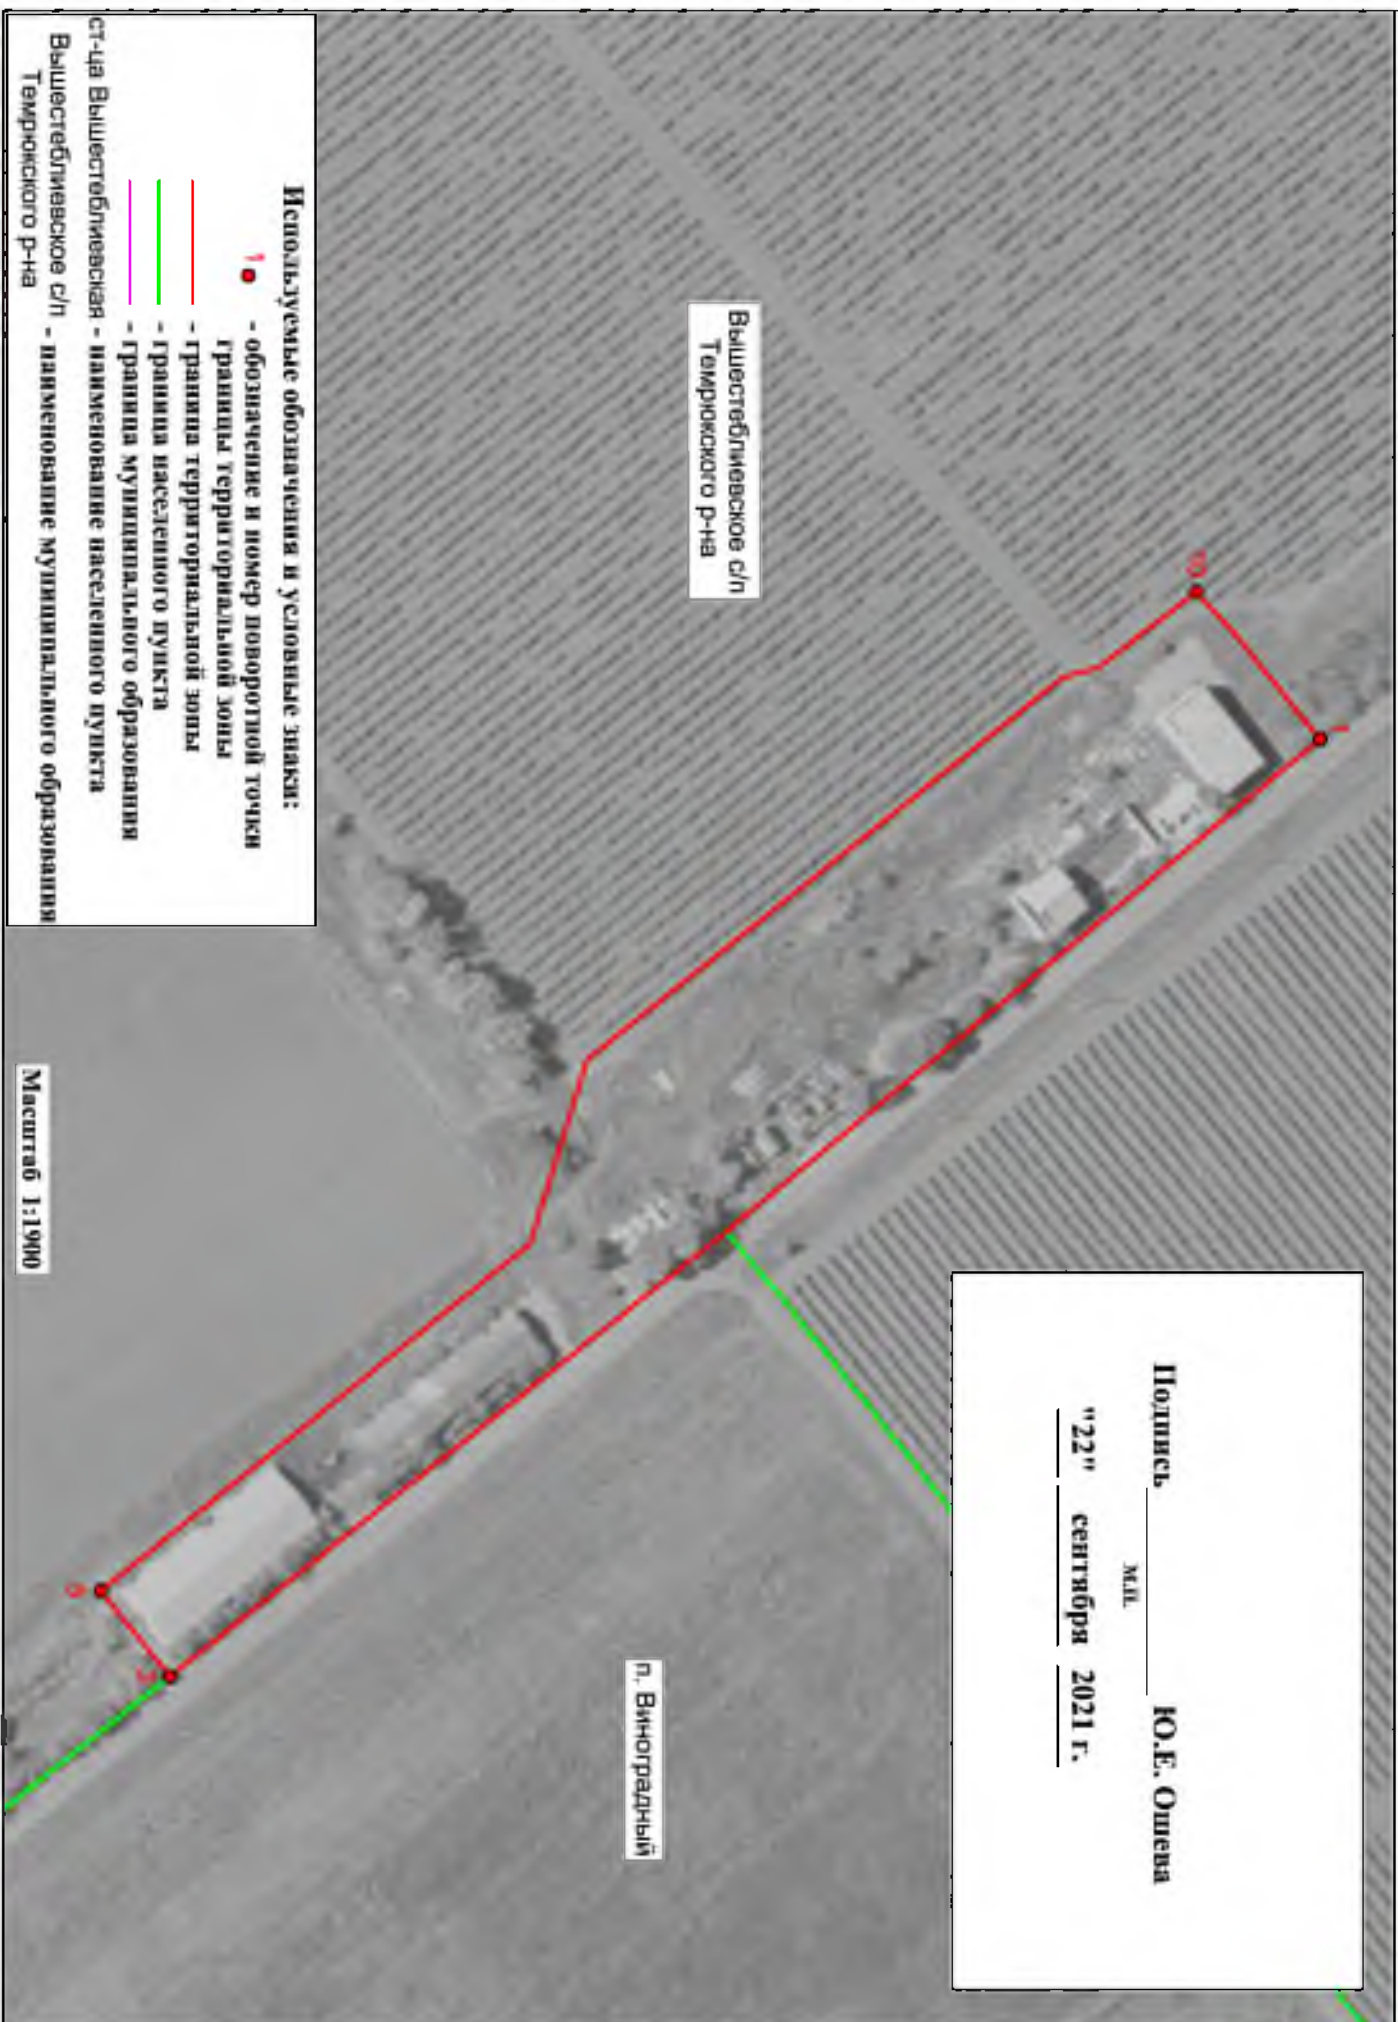 Подпись ____________ Ю.Е. Ошева
м.п.
"22" сентября 2021 г.
1
Вышестеблиевское с/п
Темрюкского р-на
п. Виноградный
Используемые обозначения и условные знаки:
1 - обозначение и номер поворотной точки
границы территориальной зоны
- граница территориальной зоны
- граница населенного пункта
- граница муниципального образования
ст-ца Вышестеблиевская - наименование населенного пункта
Вышестеблиевское с/п
Темрюкского р-на - наименование муниципального образования
Масштаб 1:1900